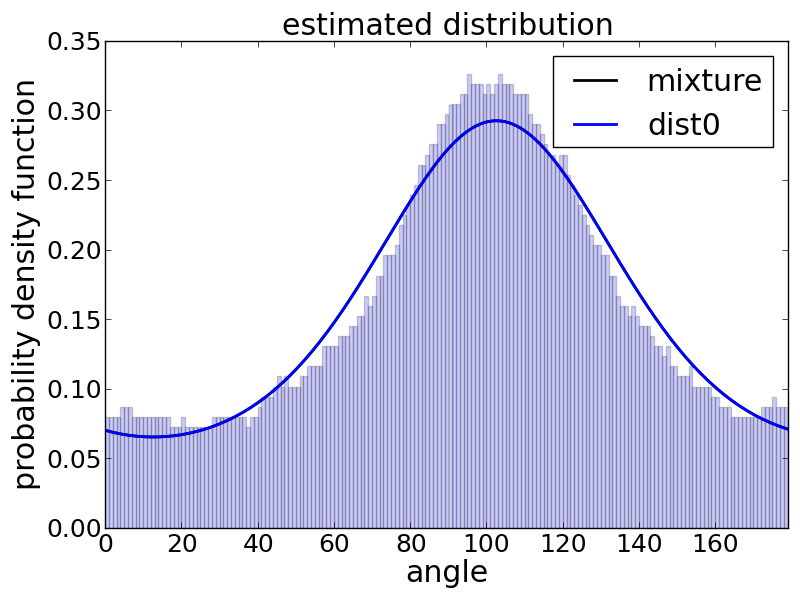 estimated distribution
probability density function
0.35
0.30
0.25
0.20
0.15
0.10
0.05
0.00
mixture
dist0
0 20 40 60 80 100 120 140 160
angle